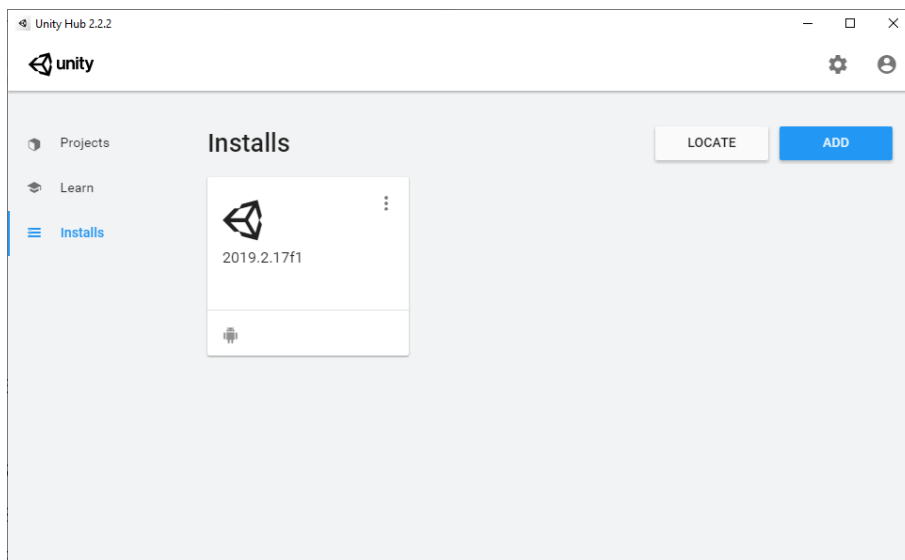 Unity Hub 2.2.2
unity
Projects
Installs
LOCATE
ADD
Learn
Installs
2019.2.17f1